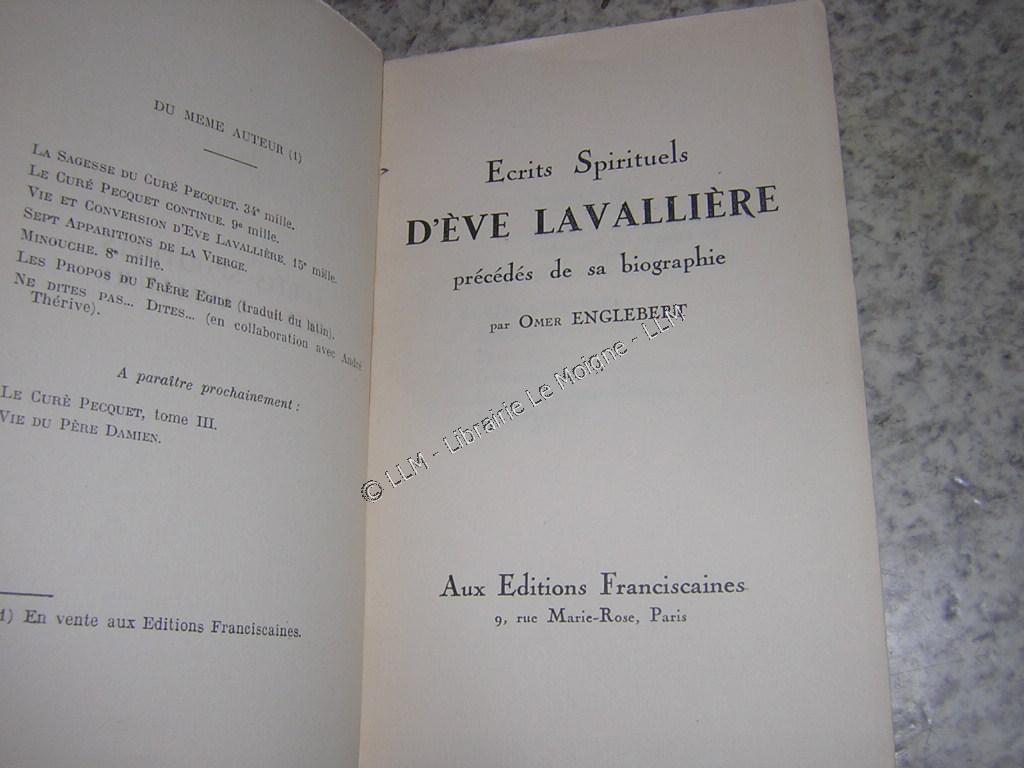 DU MEME AUTEUR (1)
LA SAGESSE DU CURÉ PECQUET. 34e mille.
LE CURÉ PECQUET CONTINUE. 9e mille.
VIE ET CONVERSION D'EVE LAVALLIÈRE. 15e mille.
SEPT APPARITIONS DE LA VIERGE.
MINOUCHE. 8e mille.
LES PROPOS DU FRÈRE EGIDE (traduit du latin).
NE DITES PAS... DITES... (en collaboration avec André
Thérive).
A paraître prochainement :
LE CURÈ PECQUET, tome III.
VIE DU PÈRE DAMIEN.
1) En vente aux Editions Franciscaines.
Ecrits Spirituels
D'ÈVE LAVALLIÈRE
précédés de sa biographie
par OMER ENGLEBERT
Aux Editions Franciscaines
9, rue Marie-Rose, Paris
© LLM - Librairie Le Moigne - LLM